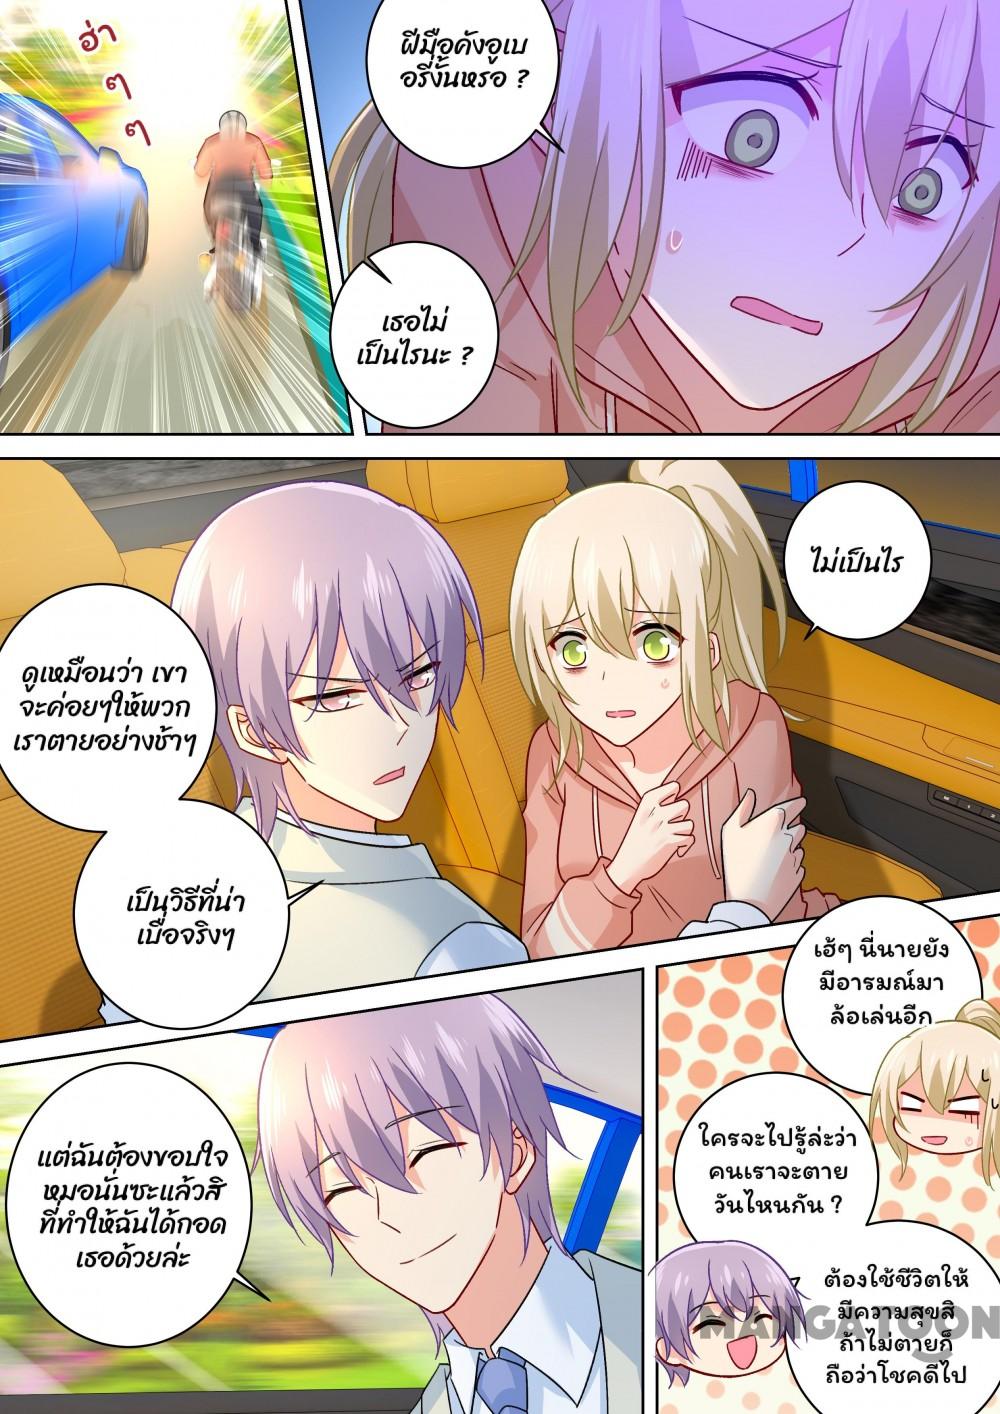 ฮ่า
ๆ
ๆ
ฝีมือคังอูเบ
อรี่งั้นหรอ ?
เธอไม่
เป็นไรนะ ?
ไม่เป็นไร
ดูเหมือนว่า เขา
จะค่อยๆให้พวก
เราตายอย่างช้าๆ
เป็นวิธีที่น่า
เบื่อจริงๆ
เฮ้ๆ นี่นายยัง
มีอารมณ์มา
ล้อเล่นอีก
แต่ฉันต้องขอบใจ
หมอนั่นซะแล้วสิ
ที่ทำให้ฉันได้กอด
เธอด้วยล่ะ
ใครจะไปรู้ล่ะว่า
คนเราจะตาย
วันไหนกัน ?
ต้องใช้ชีวิตให้
มีความสุขสิ
ถ้าไม่ตายก็
ถือว่าโชคดีไป
MANGATOON